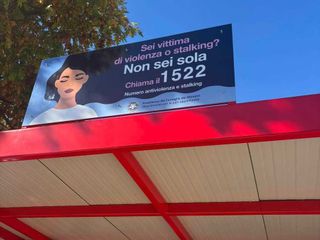 Sei vittima
di violenza o stalking?
Non sei sola
Chiama il 1522
Numero antiviolenza e stalking